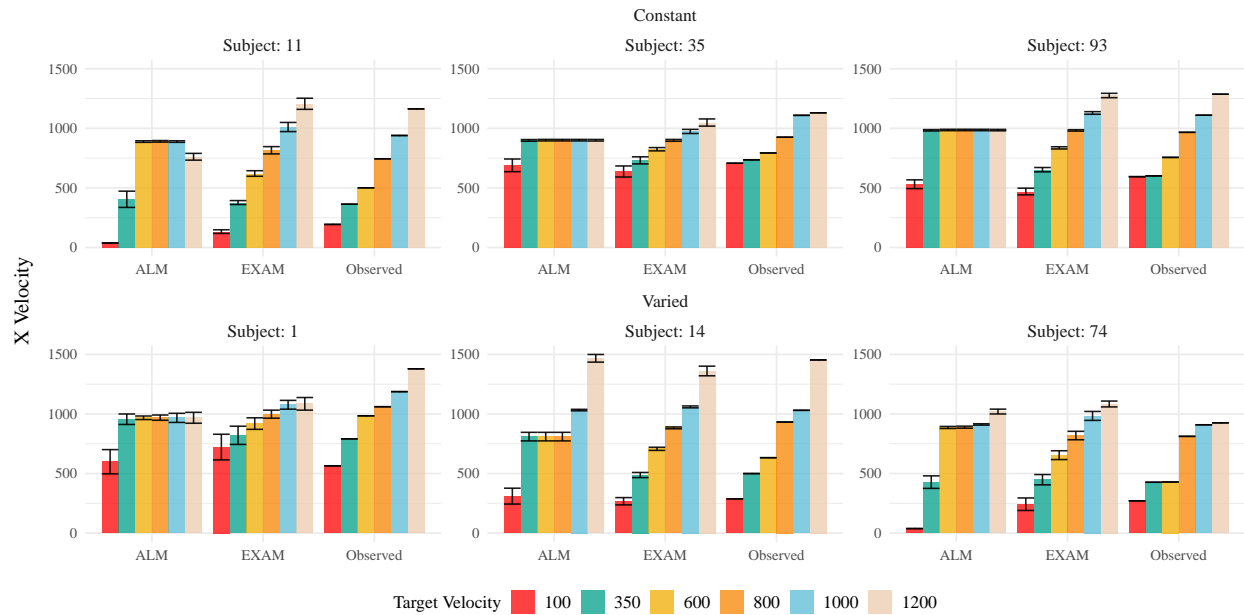 Constant
Subject: 11 Subject: 35 Subject: 93
1500 1500 1500
1000 1000 1000
500 500 500
0 0 0
ALM EXAM Observed ALM EXAM Observed ALM EXAM Observed
X Velocity
Varied
Subject: 1 Subject: 14 Subject: 74
1500 1500 1500
1000 1000 1000
500 500 500
0 0 0
ALM EXAM Observed ALM EXAM Observed ALM EXAM Observed
Target Velocity 100 350 600 800 1000 1200